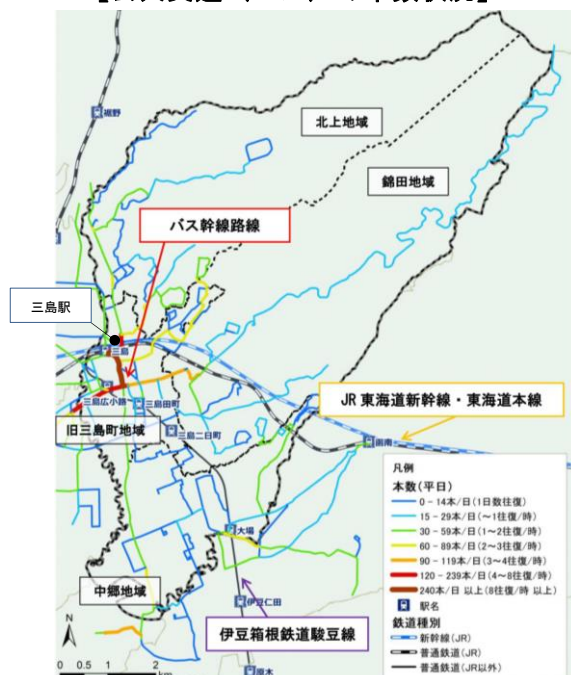 裾野
北上地域
錦田地域
バス幹線路線
三島駅
三島
JR 東海道新幹線・東海道本線
三島広小路
三島田町
旧三島町地域
三島二日町
函南
大場
中郷地域
伊豆仁田
伊豆箱根鉄道駿豆線
原木
N
0 0.5 1 2
km
凡例
本数(平日)
0 - 14本/日(1日数往復)
15 - 29本/日(～1往復/時)
30 - 59本/日(1～2往復/時)
60 - 89本/日(2～3往復/時)
90 - 119本/日(3～4往復/時)
120 - 239本/日(4～8往復/時)
240本/日 以上(8往復/時 以上)
駅名
鉄道種別
新幹線(JR)
普通鉄道(JR)
普通鉄道(JR以外)